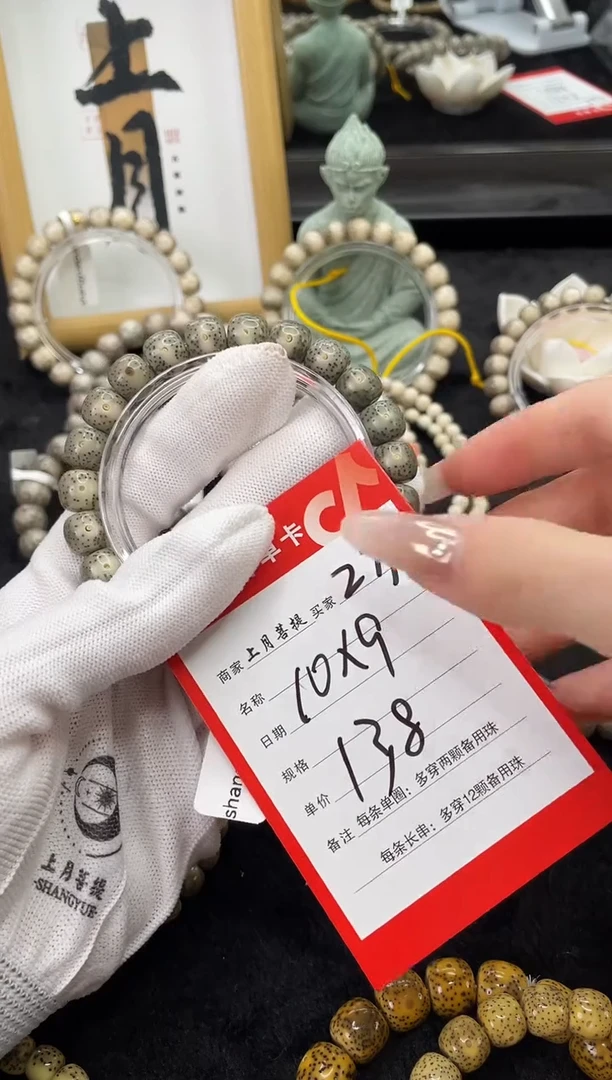 上月
卡
商家 上月菩提 买家
名称
日期 10X9
规格
单价 138
备注 每条单圈：多穿两颗备用珠
每条长串：多穿12颗备用珠
shan
上月菩提
·SHANGYUE·